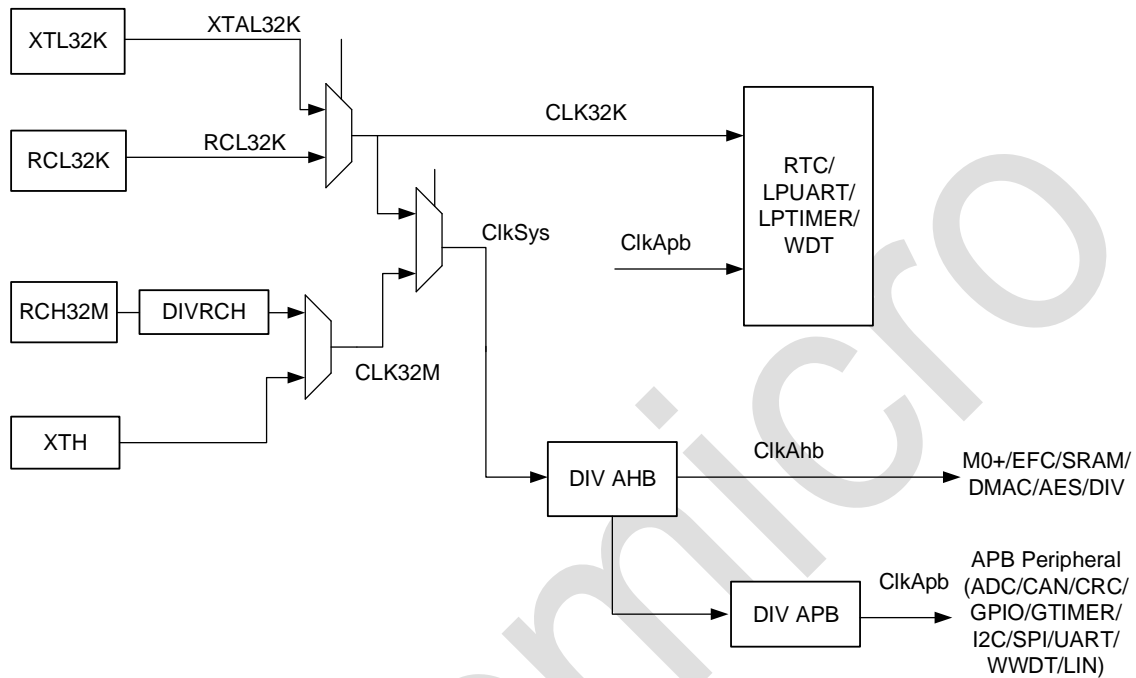 XTL32K
XTAL32K
RCL32K
RCL32K
CLK32K
RTC/
LPUART/
LPTIMER/
WDT
ClkSys
ClkApb
RCH32M
DIVRCH
CLK32M
XTH
DIV AHB
ClkAhb
M0+/EFC/SRAM/
DMAC/AES/DIV
DIV APB
ClkApb
APB Peripheral
(ADC/CAN/CRC/
GPIO/GTIMER/
I2C/SPI/UART/
WWDT/LIN)
micro